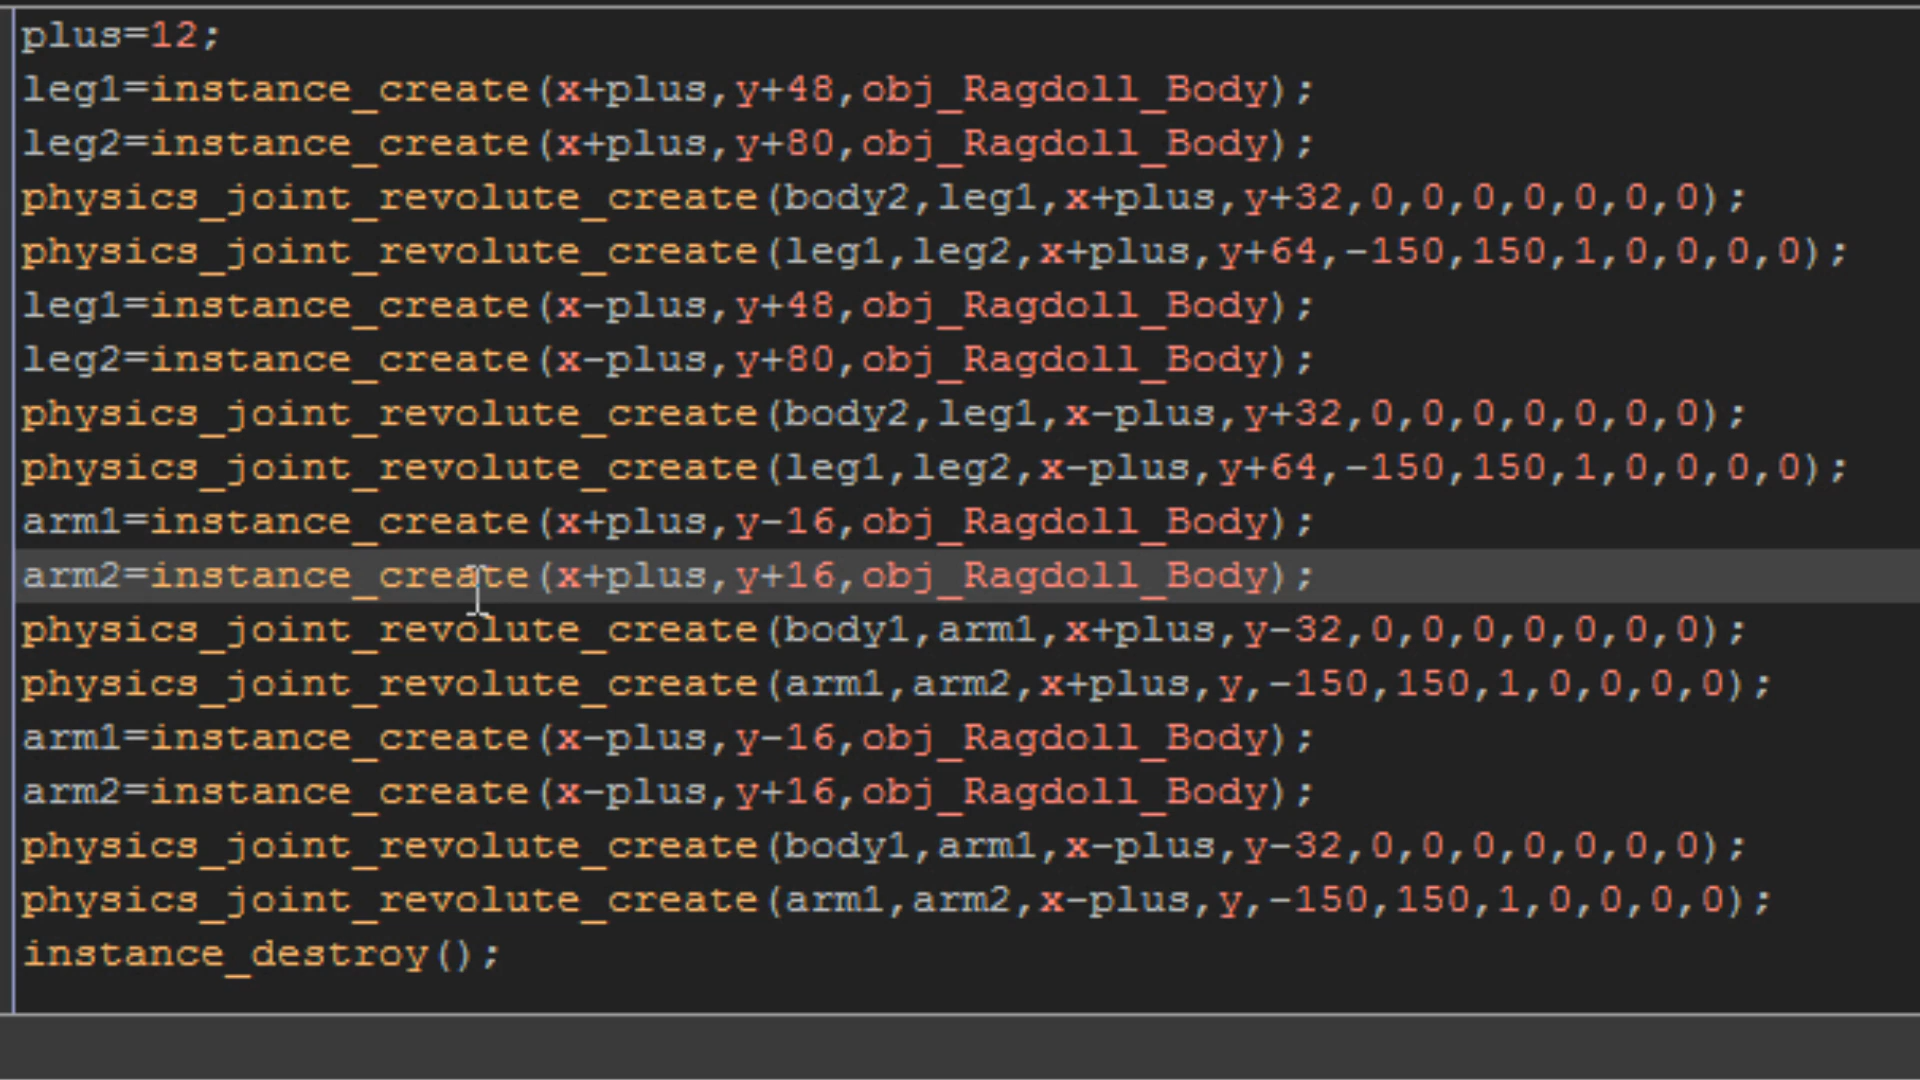 plus=12;
leg1=instance_create(x+plus,y+48,obj_Ragdoll_Body);
leg2=instance_create(x+plus,y+80,obj_Ragdoll_Body);
physics_joint_revolute_create(body2,leg1,x+plus,y+32,0,0,0,0,0,0,0);
physics_joint_revolute_create(leg1,leg2,x+plus,y+64,-150,150,1,0,0,0,0);
leg1=instance_create(x-plus,y+48,obj_Ragdoll_Body);
leg2=instance_create(x-plus,y+80,obj_Ragdoll_Body);
physics_joint_revolute_create(body2,leg1,x-plus,y+32,0,0,0,0,0,0,0);
physics_joint_revolute_create(leg1,leg2,x-plus,y+64,-150,150,1,0,0,0,0);
arm1=instance_create(x+plus,y-16,obj_Ragdoll_Body);
arm2=instance_create(x+plus,y+16,obj_Ragdoll_Body);
physics_joint_revolute_create(body1,arm1,x+plus,y-32,0,0,0,0,0,0,0);
physics_joint_revolute_create(arm1,arm2,x+plus,y,-150,150,1,0,0,0,0);
arm1=instance_create(x-plus,y-16,obj_Ragdoll_Body);
arm2=instance_create(x-plus,y+16,obj_Ragdoll_Body);
physics_joint_revolute_create(body1,arm1,x-plus,y-32,0,0,0,0,0,0,0);
physics_joint_revolute_create(arm1,arm2,x-plus,y,-150,150,1,0,0,0,0);
instance_destroy();